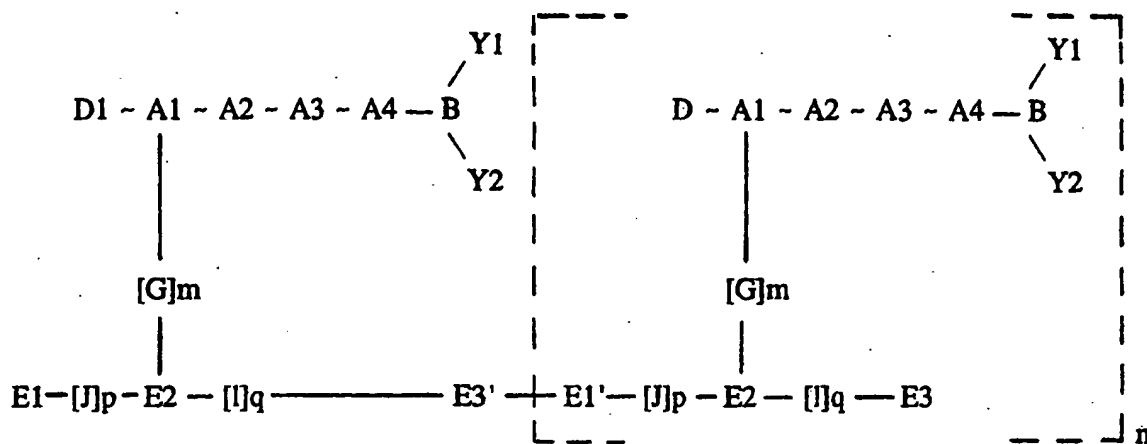 Y1 Y1
D1 ~ A1 ~ A2 ~ A3 ~ A4 — B D ~ A1 ~ A2 ~ A3 ~ A4 — B
Y2 Y2
[G]m [G]m
E1—[J]p—E2—[I]q—E3'—E1'—[J]p—E2—[I]q—E3
n